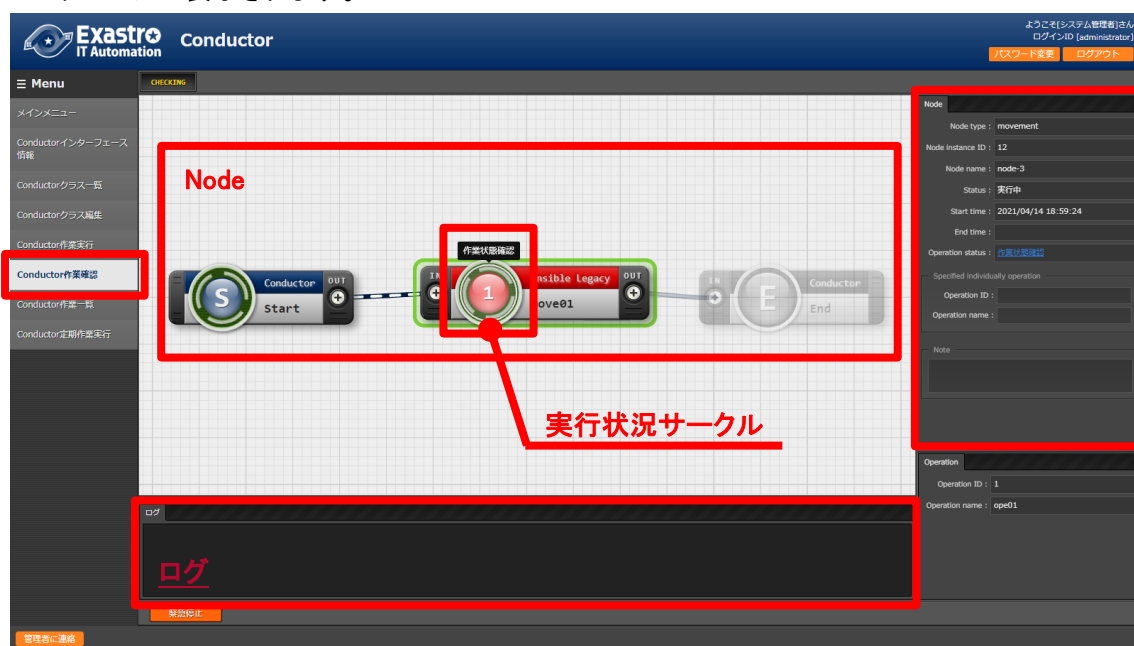 Exastro
IT Automation
Conductor
ようこそ[システム管理者]さん
ログインID [administrator]
パスワード変更
ログアウト
Menu
CHECKING
メインメニュー
Conductorインターフェース
情報
Conductorクラス一覧
Conductorクラス編集
Conductor作業実行
Conductor作業確認
Conductor作業一覧
Conductor定期作業実行
Node
作業状態確認
S
Conductor
Start
OUT
IN
1
nsible Legacy
ove01
OUT
IN
E
Conductor
End
実行状況サークル
Node
Node type : movement
Node instance ID : 12
Node name : node-3
Status : 実行中
Start time : 2021/04/14 18:59:24
End time :
Operation status : 作業状態確認
Specified individually operation
Operation ID :
Operation name :
Note
Operation
Operation ID : 1
Operation name : ope01
ログ
ログ
緊急停止
管理者に連絡